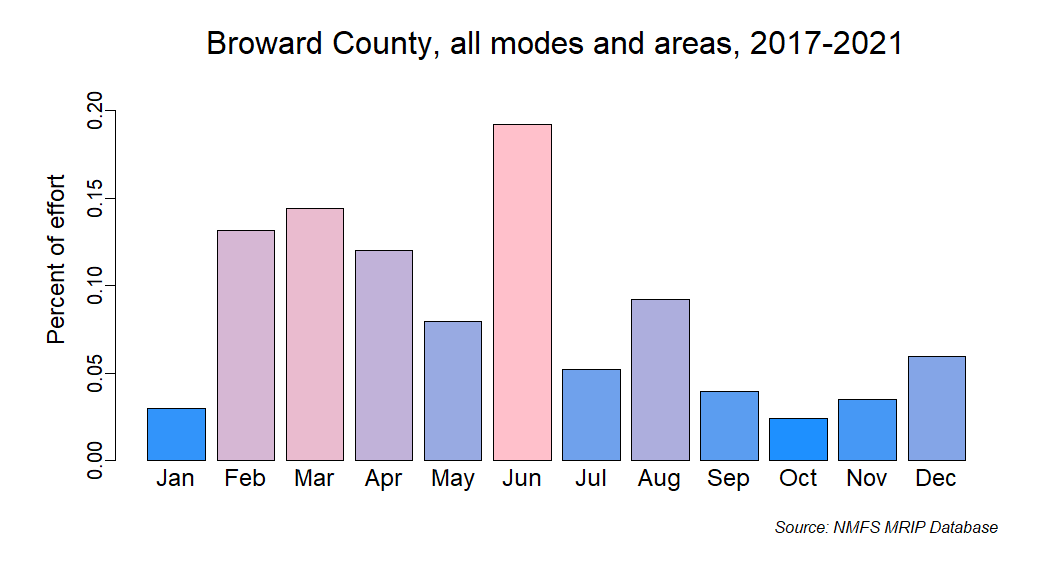 Broward County, all modes and areas, 2017-2021
Percent of effort
0.20
0.15
0.10
0.05
0.00
Jan Feb Mar Apr May Jun Jul Aug Sep Oct Nov Dec
Source: NMFS MRIP Database